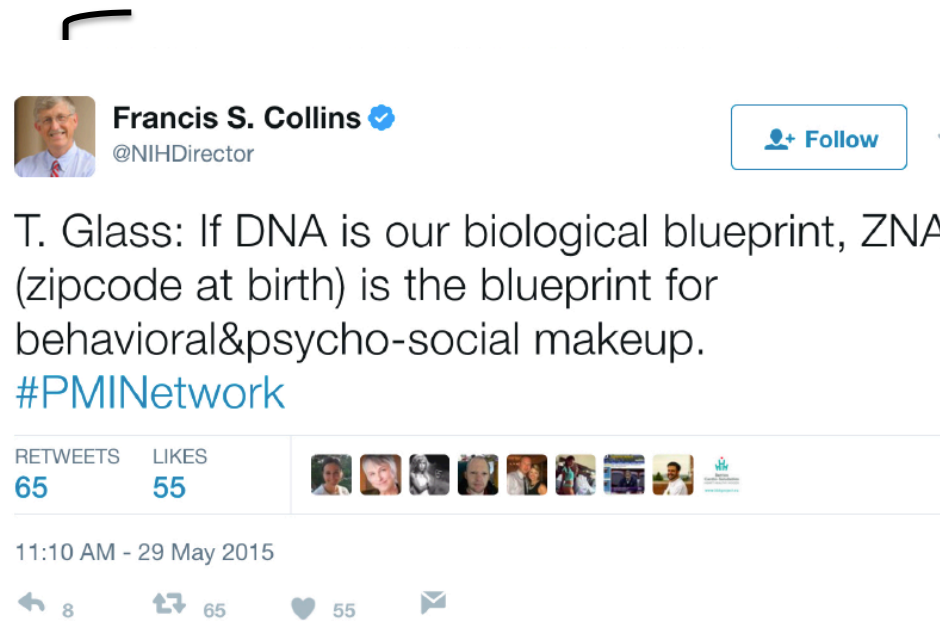 Francis S. Collins
@NIHDirector
Follow
T. Glass: If DNA is our biological blueprint, ZNA
(zipcode at birth) is the blueprint for
behavioral&psycho-social makeup.
#PMINetwork
RETWEETS LIKES
65 55
11:10 AM - 29 May 2015
8 65 55